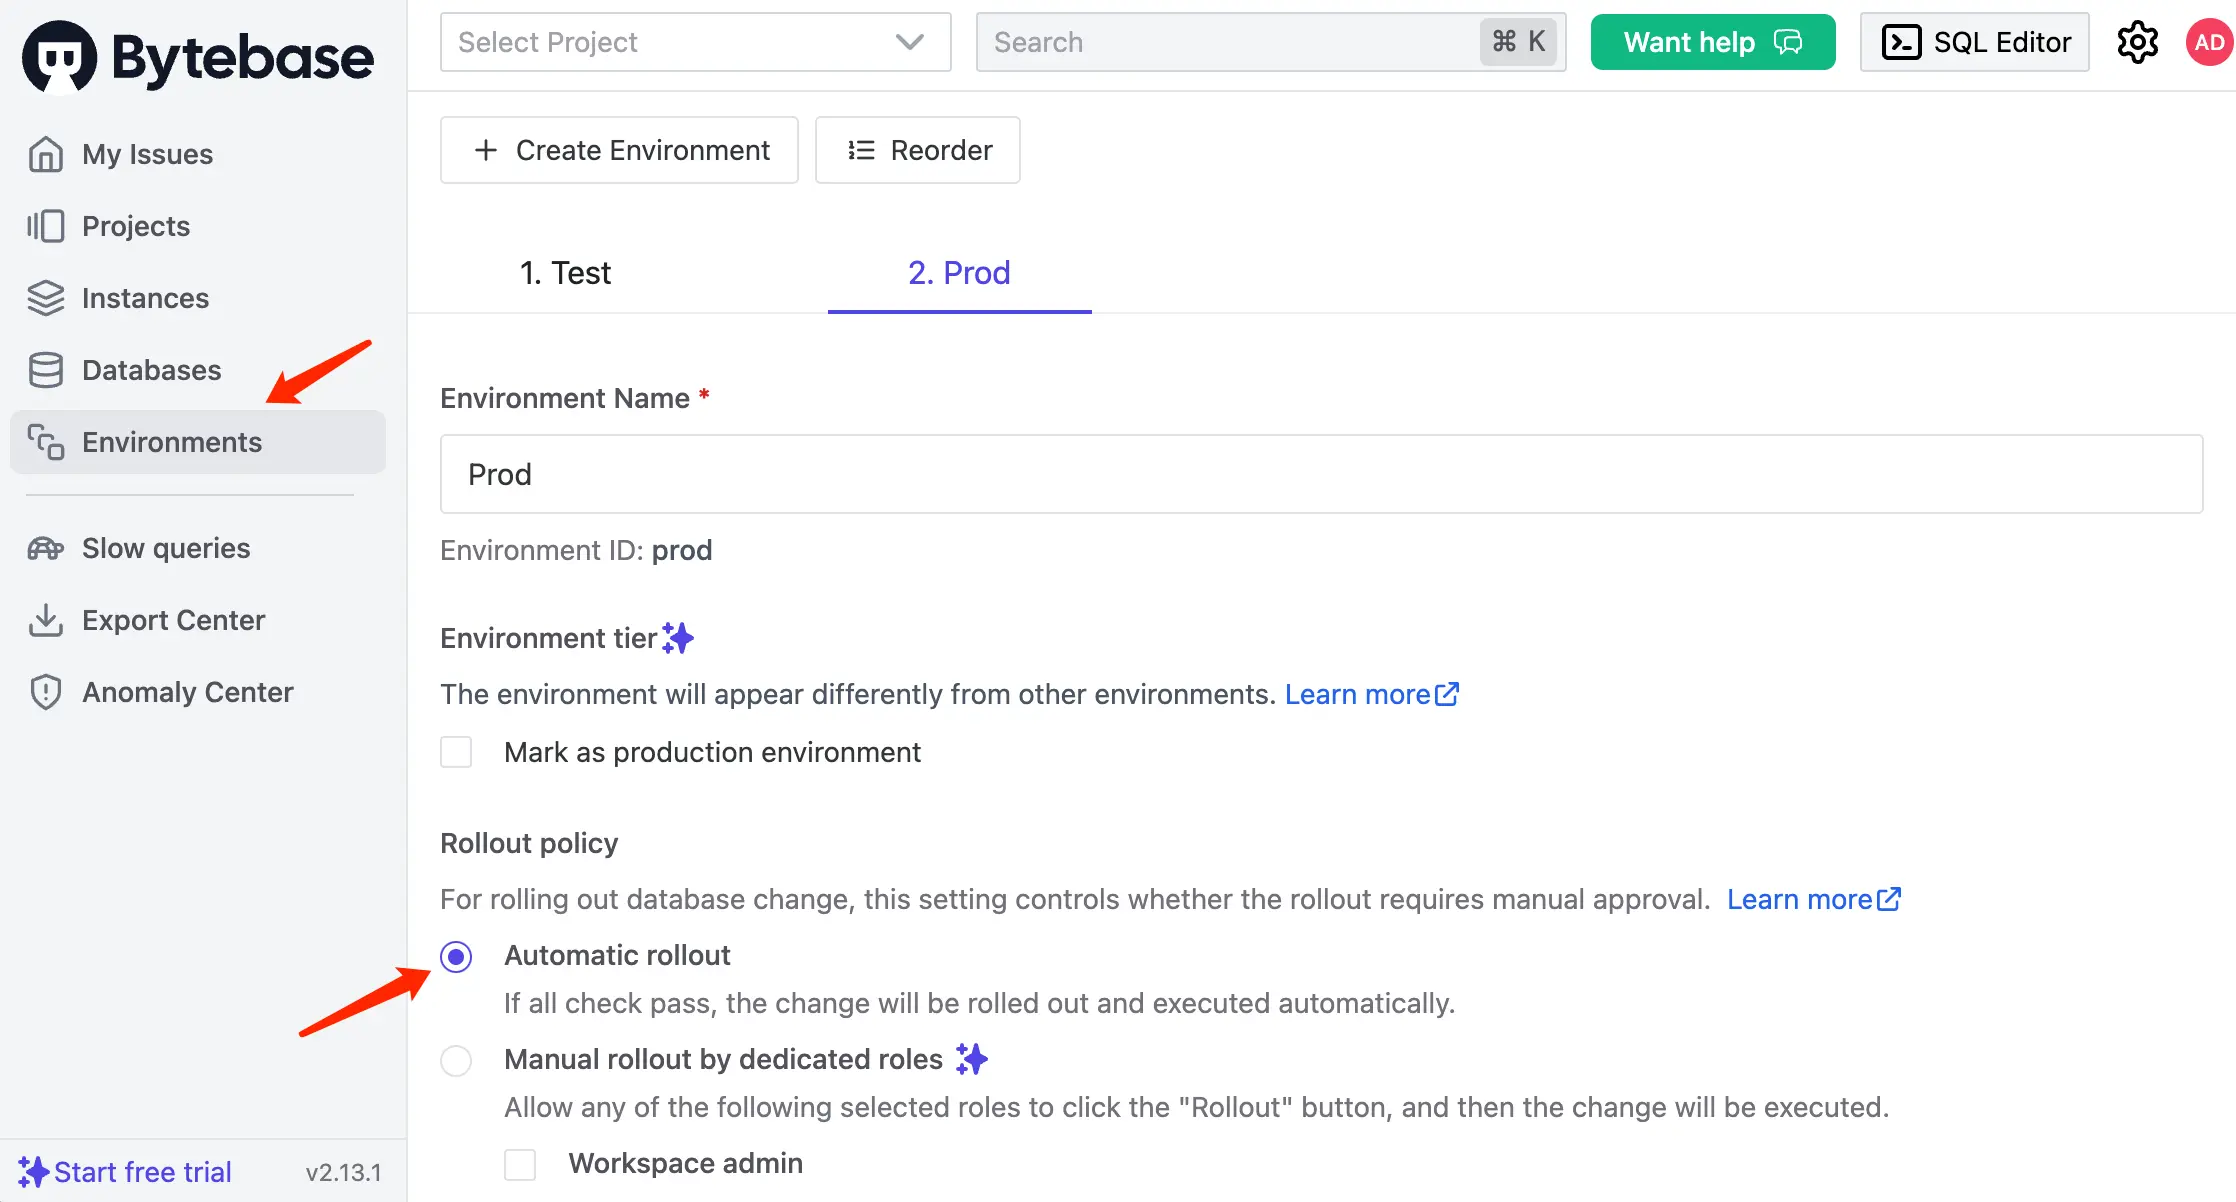 Bytebase
Select Project
Search
⌘ K
Want help
SQL Editor
AD
My Issues
Projects
Instances
Databases
Environments
Slow queries
Export Center
Anomaly Center
Start free trial
v2.13.1
+ Create Environment
Reorder
1. Test
2. Prod
Environment Name *
Prod
Environment ID: prod
Environment tier
The environment will appear differently from other environments. Learn more
Mark as production environment
Rollout policy
For rolling out database change, this setting controls whether the rollout requires manual approval. Learn more
Automatic rollout
If all check pass, the change will be rolled out and executed automatically.
Manual rollout by dedicated roles
Allow any of the following selected roles to click the "Rollout" button, and then the change will be executed.
Workspace admin